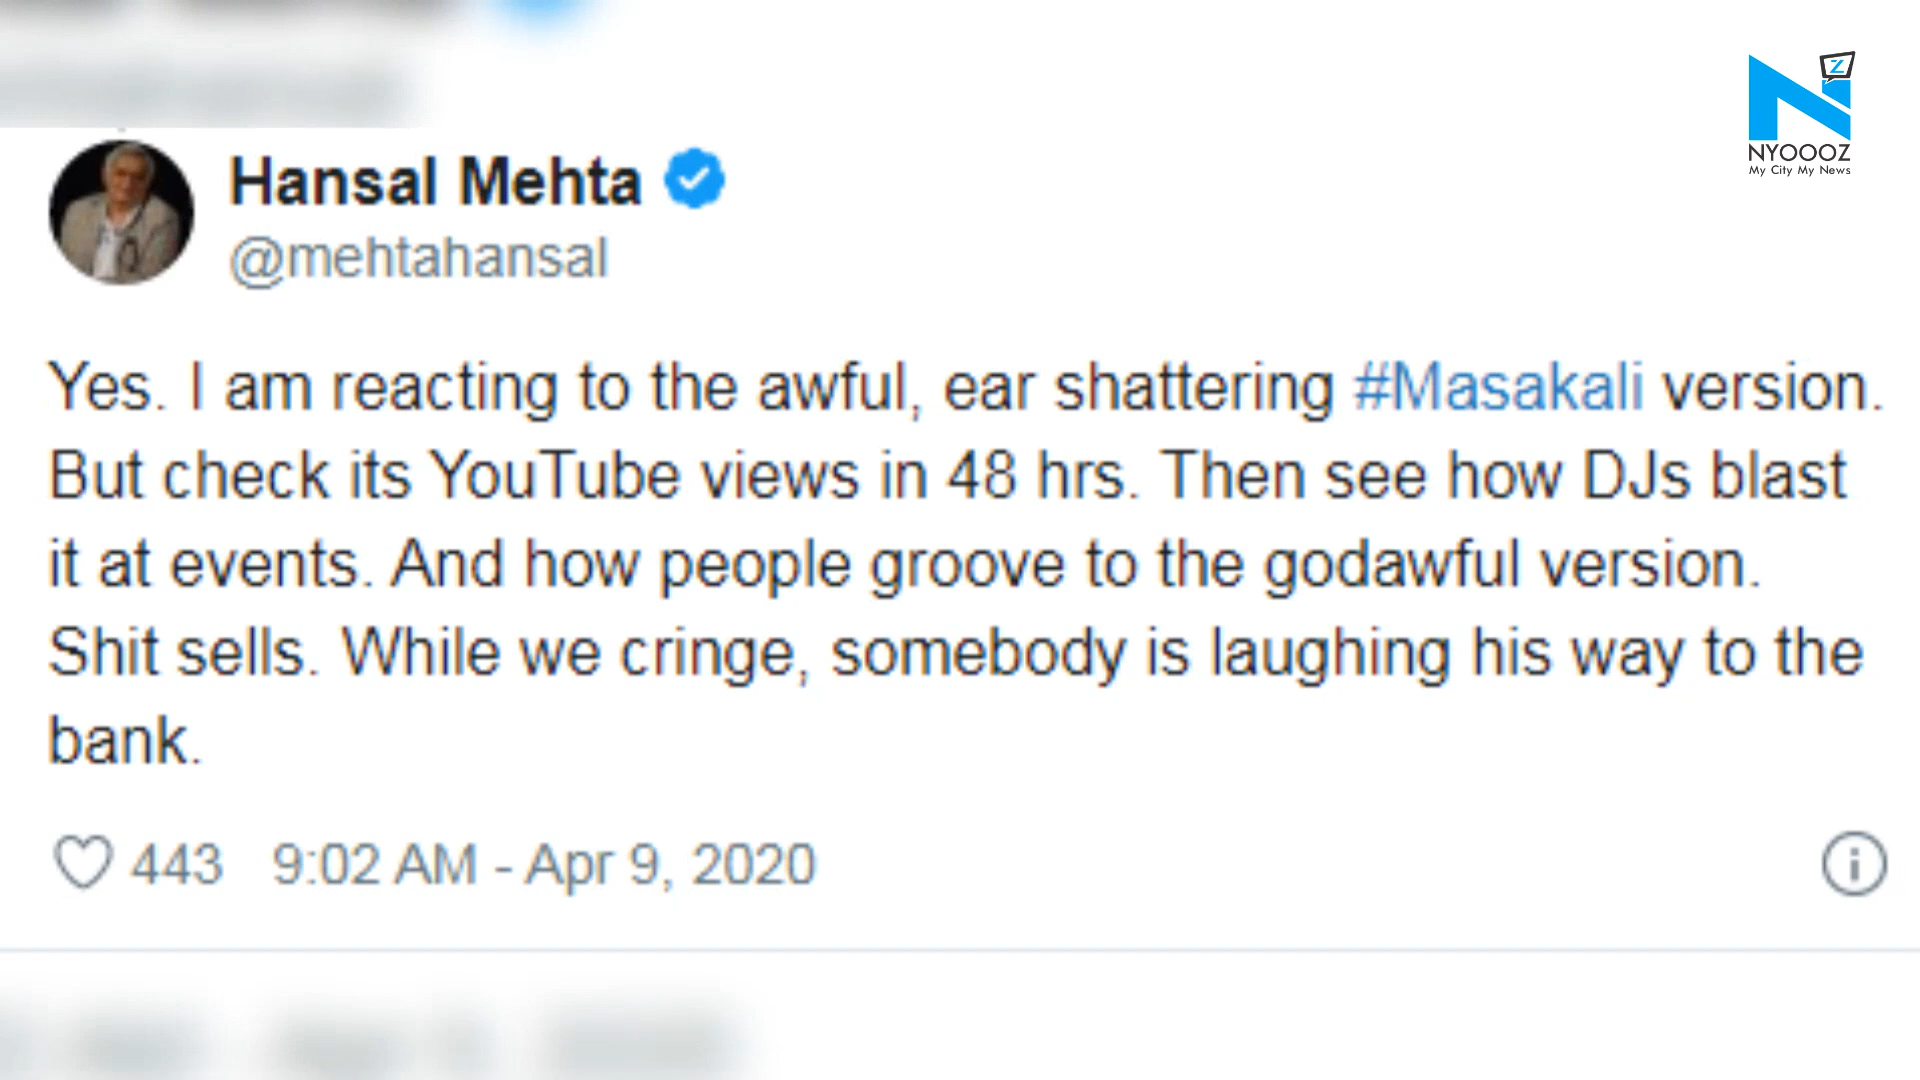 Z
NYOOOZ
My City My News
Hansal Mehta
@mehtahansal
Yes. I am reacting to the awful, ear shattering #Masakali version.
But check its YouTube views in 48 hrs. Then see how DJs blast
it at events. And how people groove to the godawful version.
Shit sells. While we cringe, somebody is laughing his way to the
bank.
443 9:02 AM - Apr 9, 2020